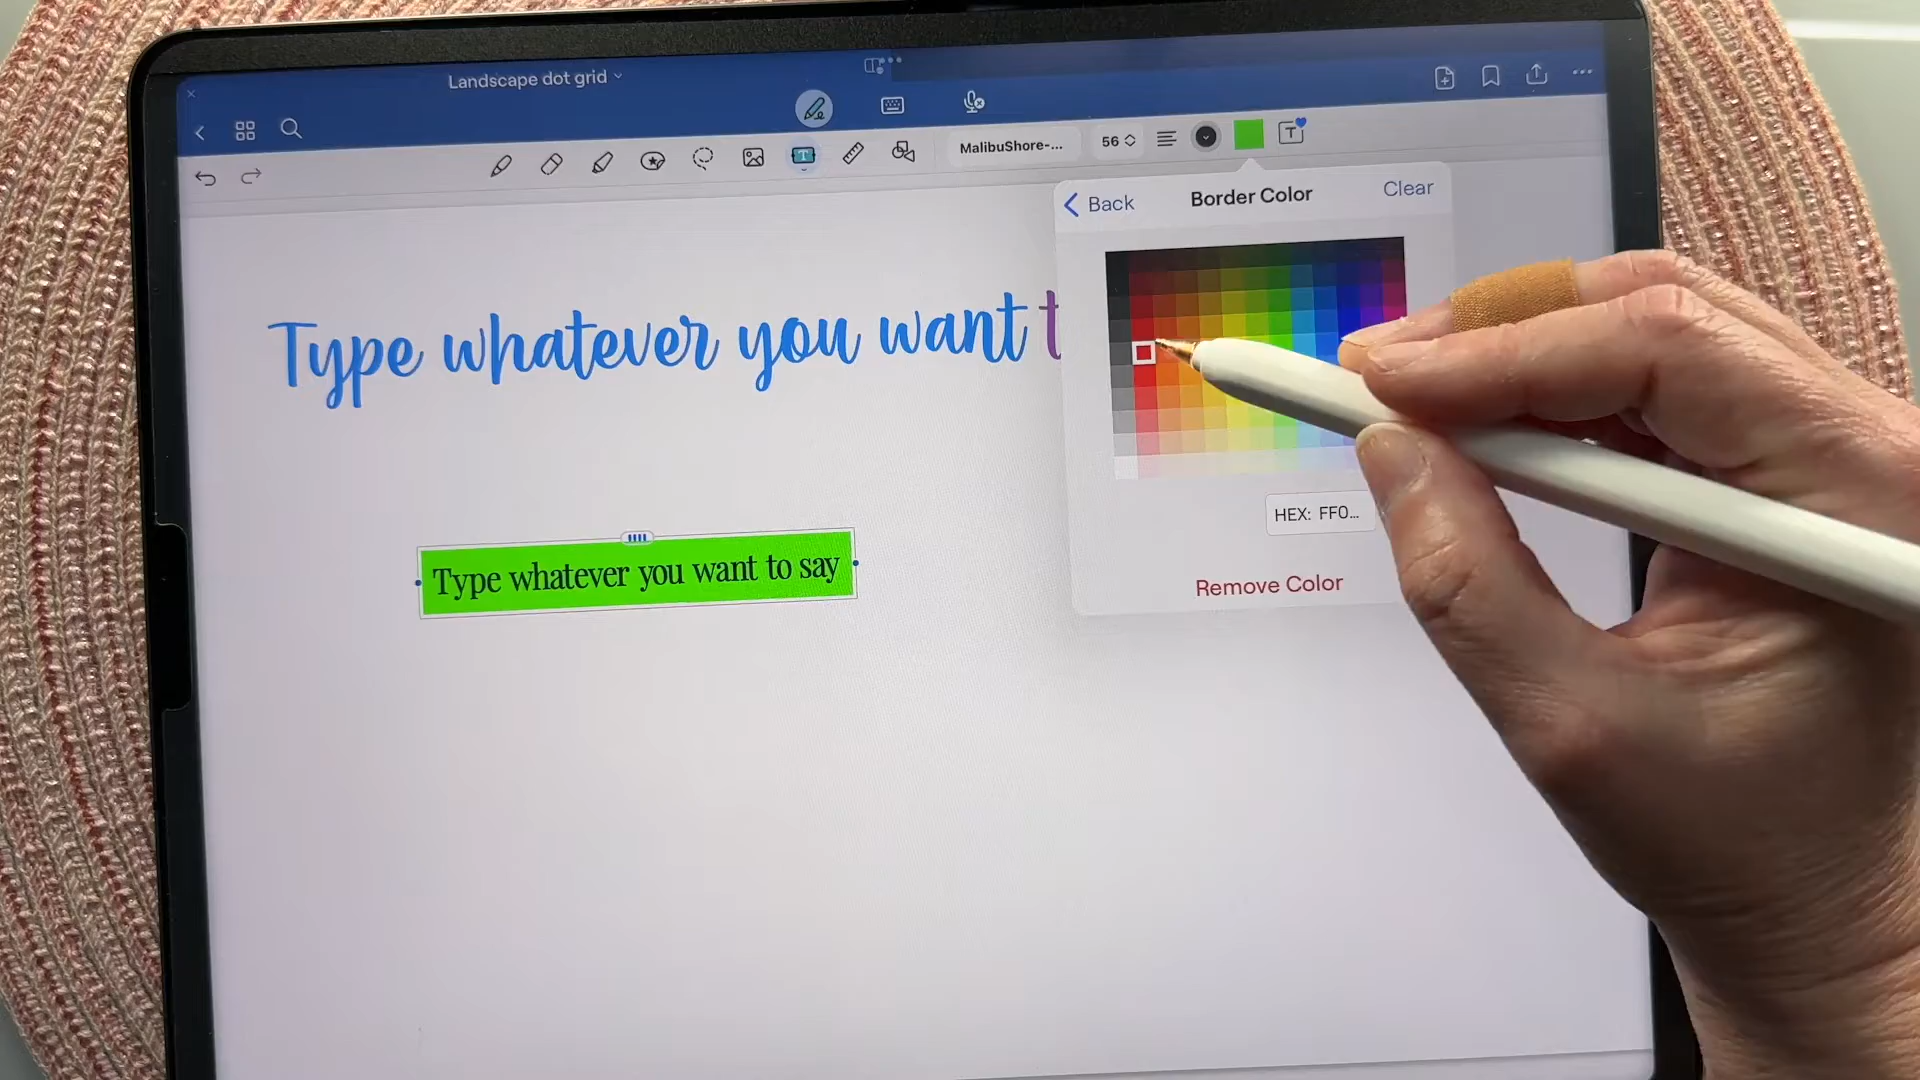 Landscape dot grid
MalibuShore-...
56
T
T
Back
Border Color
Clear
Type whatever you want t
HEX: FF0...
Type whatever you want to say
Remove Color